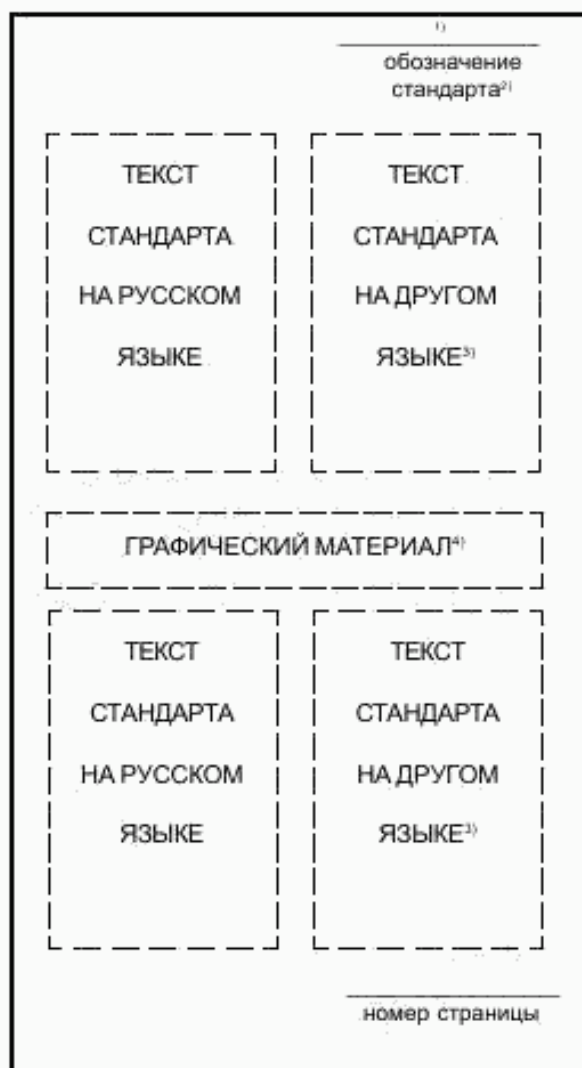 1)
обозначение
стандарта2)
ТЕКСТ
СТАНДАРТА
НА РУССКОМ
ЯЗЫКЕ
ТЕКСТ
СТАНДАРТА
НА ДРУГОМ
ЯЗЫКЕ3)
ГРАФИЧЕСКИЙ МАТЕРИАЛ4)
ТЕКСТ
СТАНДАРТА
НА РУССКОМ
ЯЗЫКЕ
ТЕКСТ
СТАНДАРТА
НА ДРУГОМ
ЯЗЫКЕ3)
номер страницы